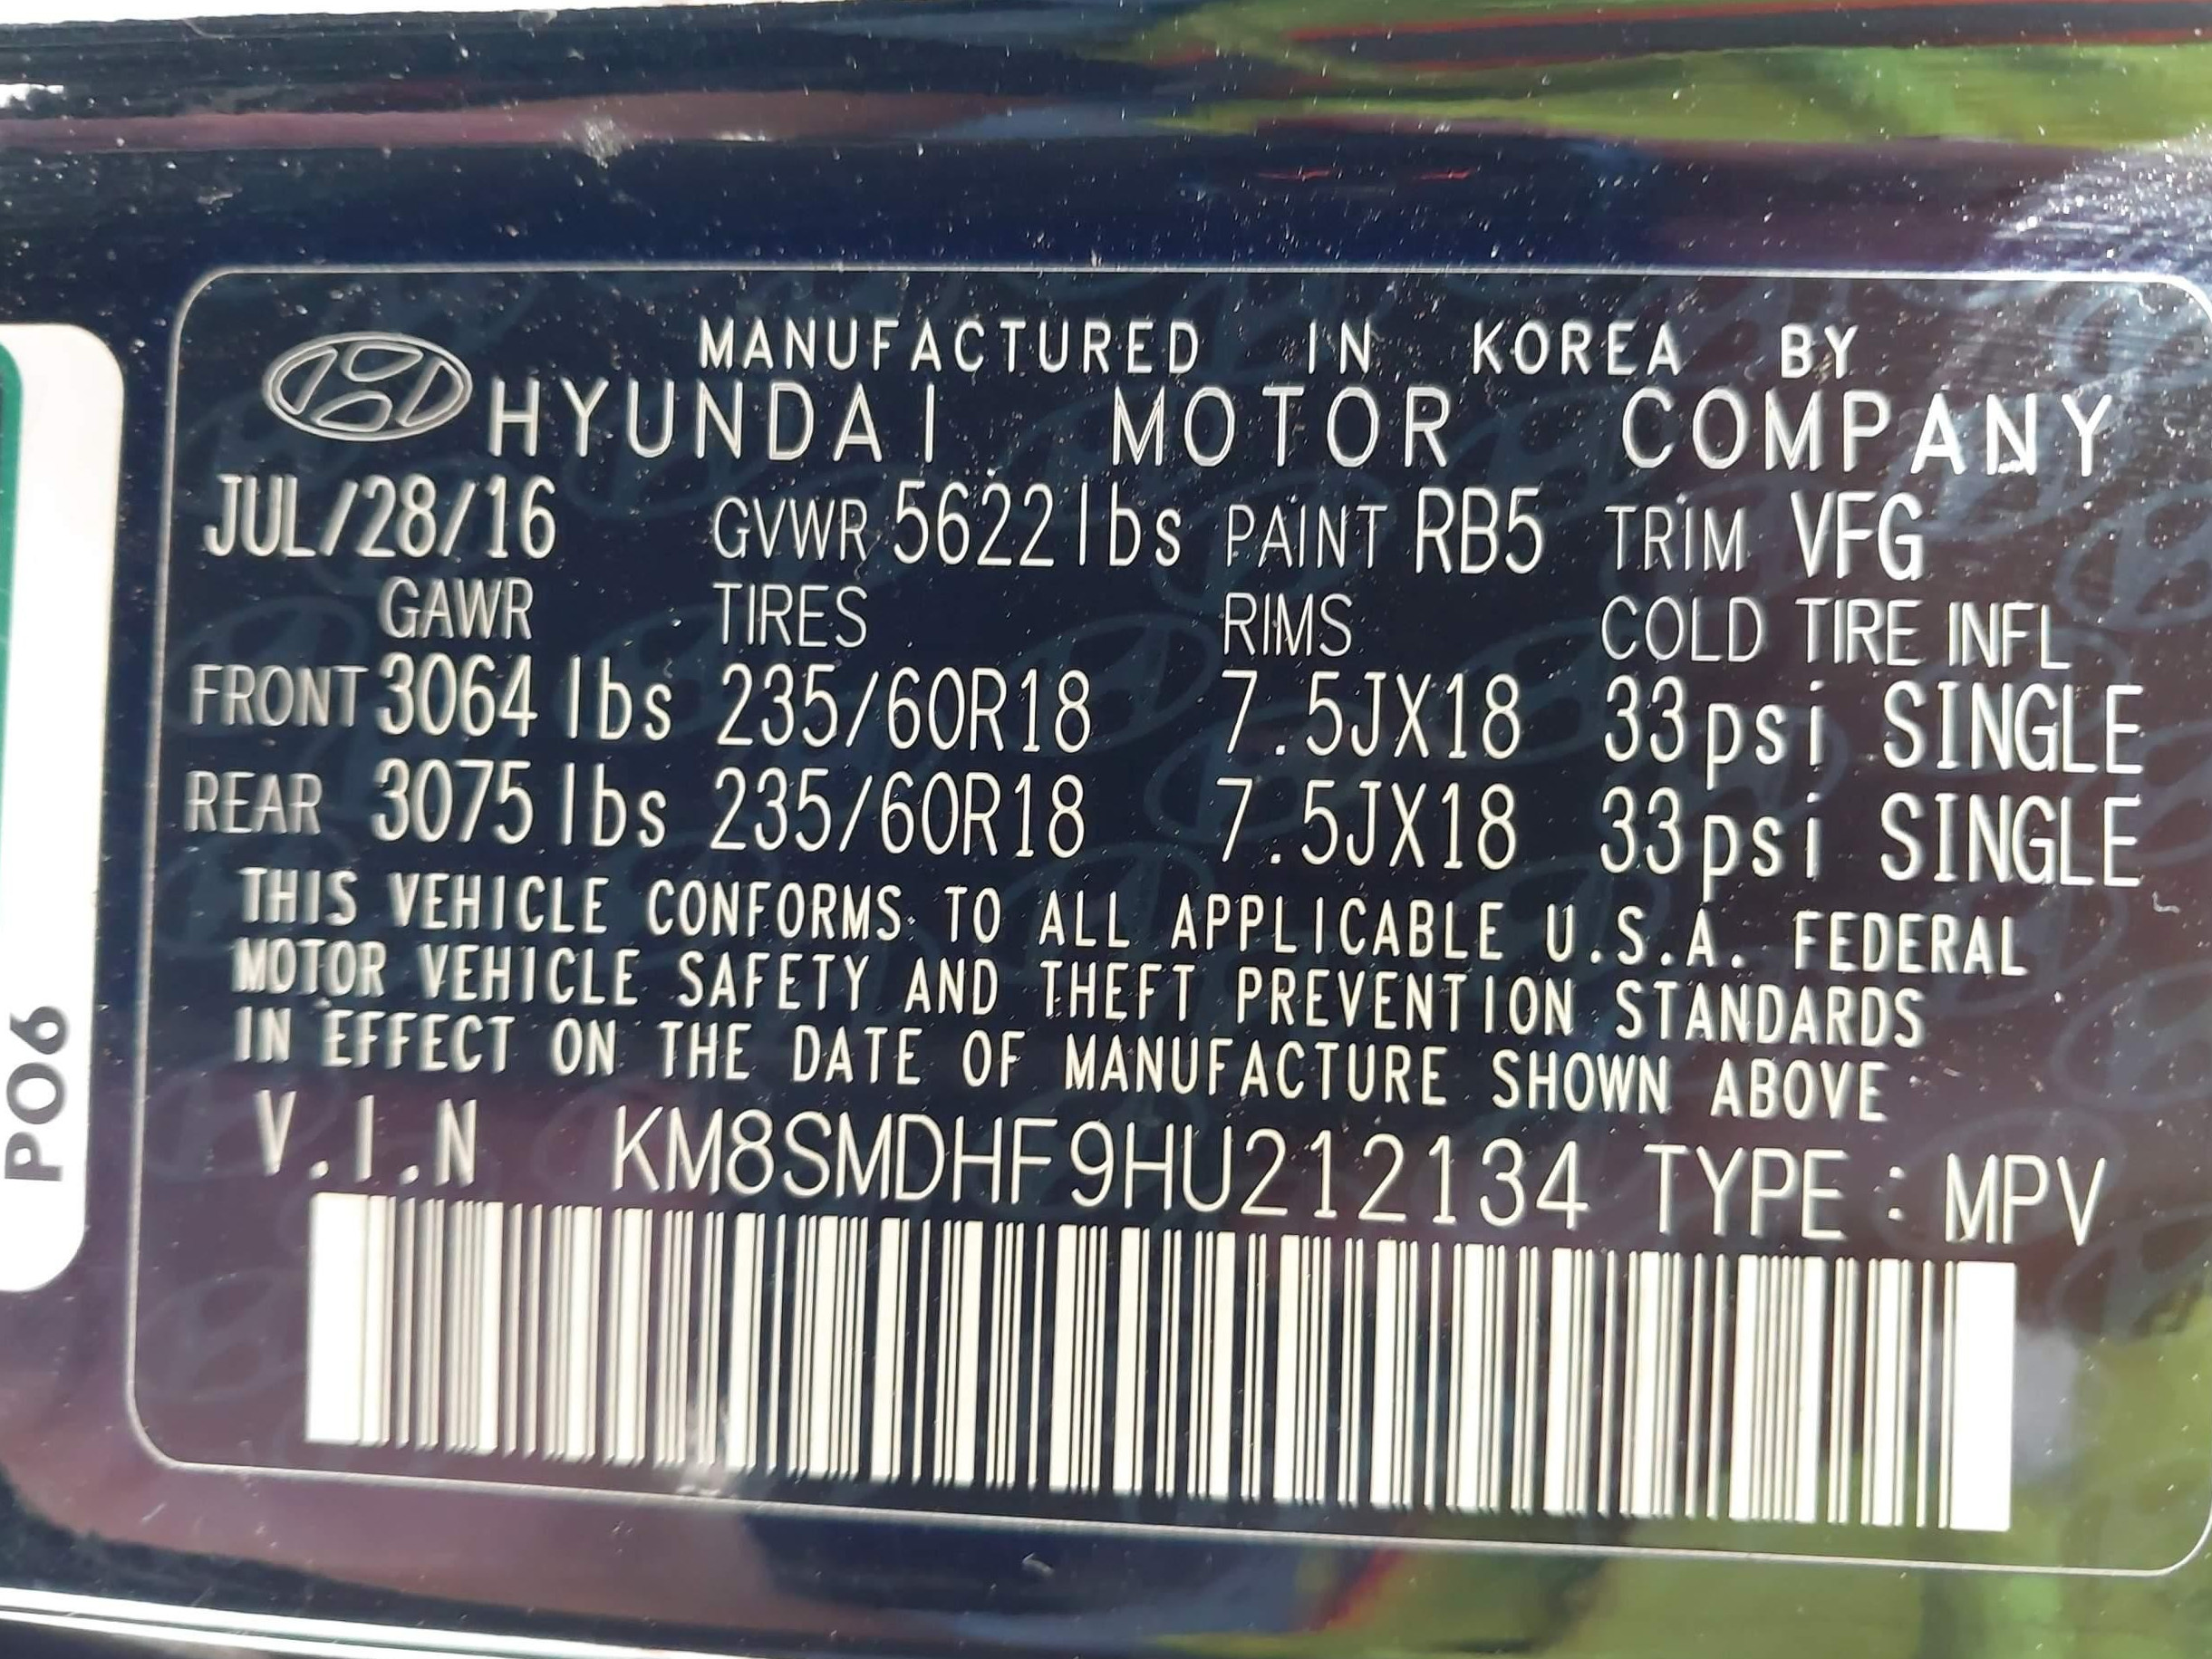 MANUFACTURED IN KOREA BY
HYUNDAI MOTOR COMPANY
JUL/28/16 GVWR 5622 lbs PAINT RB5 TRIM VFG
GAWR TIRES RIMS COLD TIRE INFL
FRONT 3064 lbs 235/60R18 7.5JX18 33psi SINGLE
REAR 3075 lbs 235/60R18 7.5JX18 33psi SINGLE
THIS VEHICLE CONFORMS TO ALL APPLICABLE U.S.A. FEDERAL
MOTOR VEHICLE SAFETY AND THEFT PREVENTION STANDARDS
IN EFFECT ON THE DATE OF MANUFACTURE SHOWN ABOVE
V.I.N KM8SMDHF9HU212134 TYPE : MPV
PO6